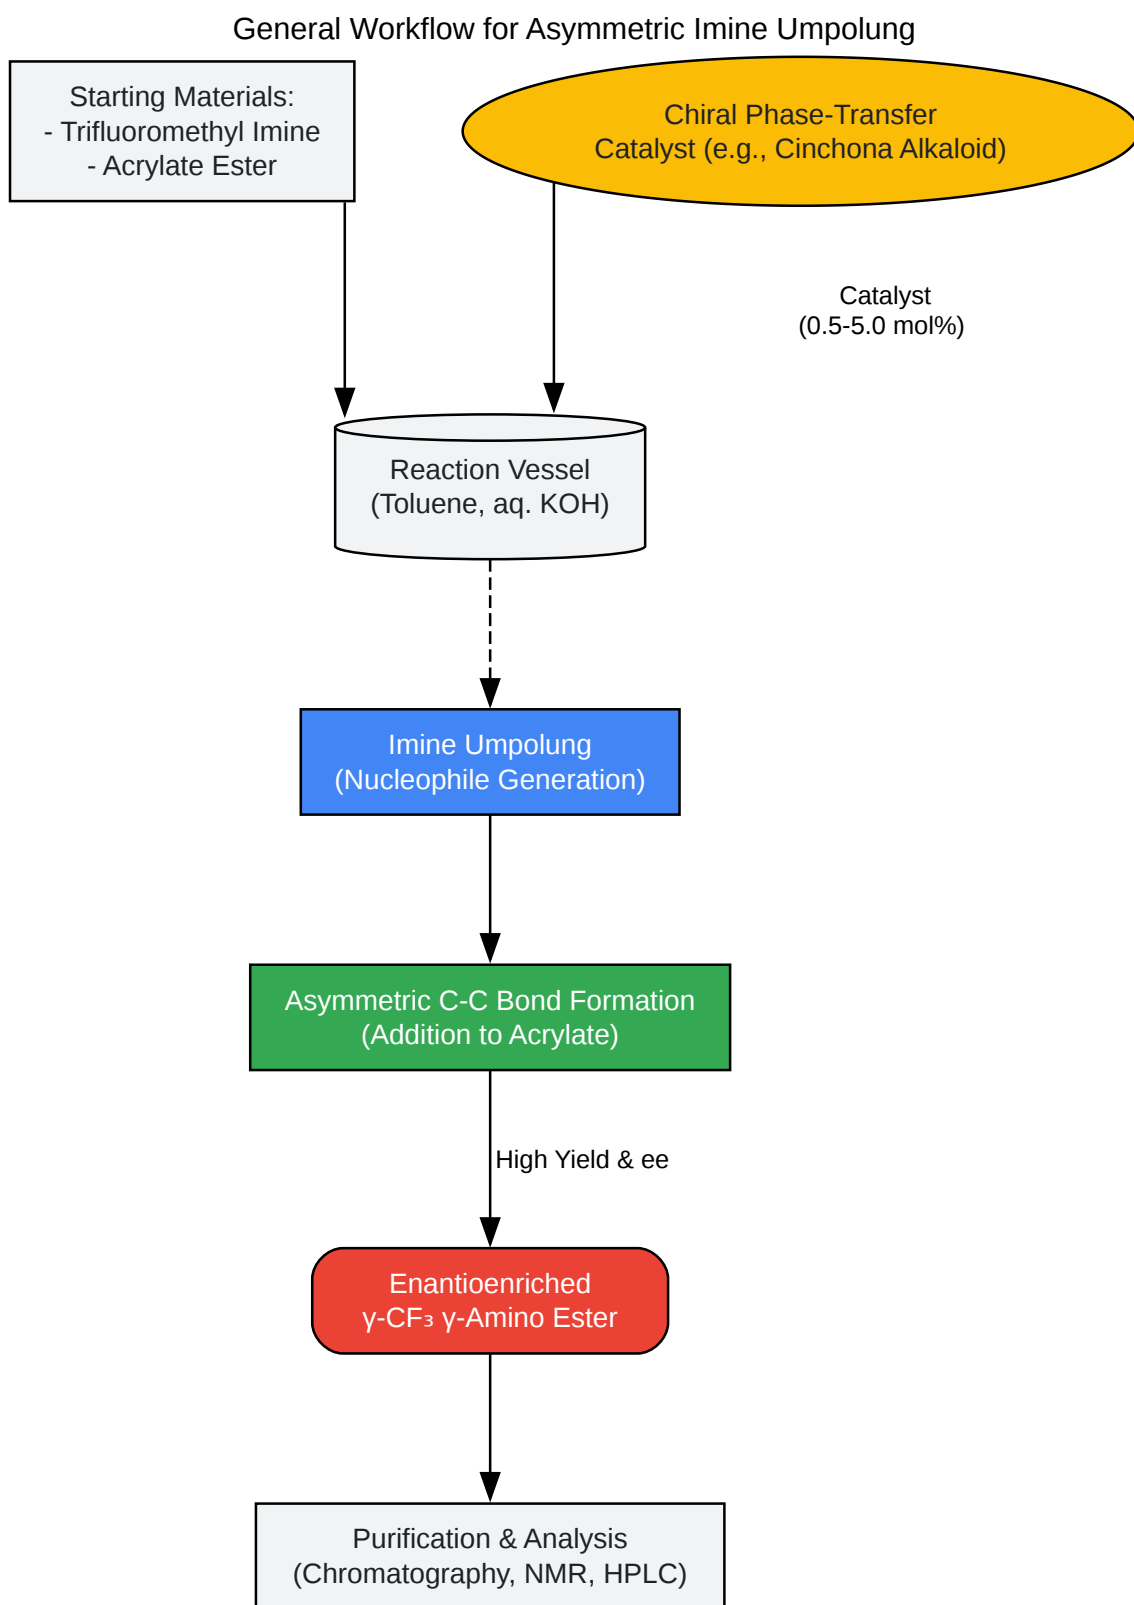 General Workflow for Asymmetric Imine Umpolung
Starting Materials:
- Trifluoromethyl Imine
- Acrylate Ester
Chiral Phase-Transfer
Catalyst (e.g., Cinchona Alkaloid)
Catalyst
(0.5-5.0 mol%)
Reaction Vessel
(Toluene, aq. KOH)
Imine Umpolung
(Nucleophile Generation)
Asymmetric C-C Bond Formation
(Addition to Acrylate)
High Yield & ee
Enantioenriched
γ-CF₃ γ-Amino Ester
Purification & Analysis
(Chromatography, NMR, HPLC)